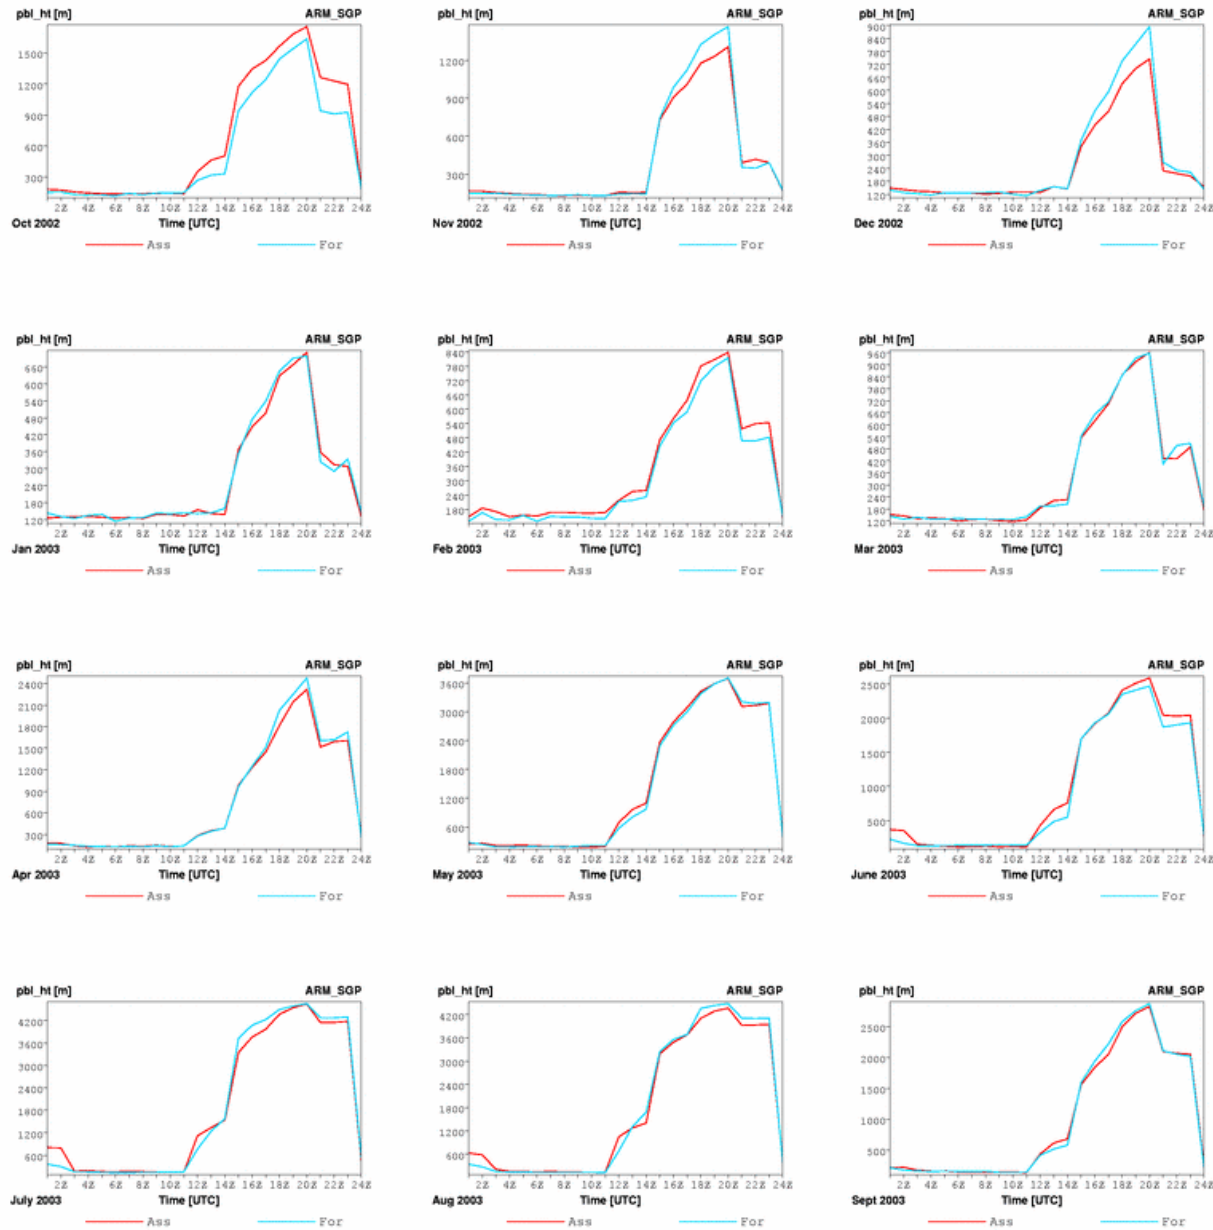 pbl_ht [m] ARM_SGP
1500
1200
900
600
300
2Z 4Z 6Z 8Z 10Z 12Z 14Z 16Z 18Z 20Z 22Z 24Z
Oct 2002 Time [UTC]
Ass For
pbl_ht [m] ARM_SGP
1200
900
600
300
2Z 4Z 6Z 8Z 10Z 12Z 14Z 16Z 18Z 20Z 22Z 24Z
Nov 2002 Time [UTC]
Ass For
pbl_ht [m] ARM_SGP
900
840
780
720
660
600
540
480
420
360
300
240
180
120
2Z 4Z 6Z 8Z 10Z 12Z 14Z 16Z 18Z 20Z 22Z 24Z
Dec 2002 Time [UTC]
Ass For
pbl_ht [m] ARM_SGP
660
600
540
480
420
360
300
240
180
120
2Z 4Z 6Z 8Z 10Z 12Z 14Z 16Z 18Z 20Z 22Z 24Z
Jan 2003 Time [UTC]
Ass For
pbl_ht [m] ARM_SGP
840
780
720
660
600
540
480
420
360
300
240
180
2Z 4Z 6Z 8Z 10Z 12Z 14Z 16Z 18Z 20Z 22Z 24Z
Feb 2003 Time [UTC]
Ass For
pbl_ht [m] ARM_SGP
960
900
840
780
720
660
600
540
480
420
360
300
240
180
120
2Z 4Z 6Z 8Z 10Z 12Z 14Z 16Z 18Z 20Z 22Z 24Z
Mar 2003 Time [UTC]
Ass For
pbl_ht [m] ARM_SGP
2400
2100
1800
1500
1200
900
600
300
2Z 4Z 6Z 8Z 10Z 12Z 14Z 16Z 18Z 20Z 22Z 24Z
Apr 2003 Time [UTC]
Ass For
pbl_ht [m] ARM_SGP
3600
3000
2400
1800
1200
600
2Z 4Z 6Z 8Z 10Z 12Z 14Z 16Z 18Z 20Z 22Z 24Z
May 2003 Time [UTC]
Ass For
pbl_ht [m] ARM_SGP
2500
2000
1500
1000
500
2Z 4Z 6Z 8Z 10Z 12Z 14Z 16Z 18Z 20Z 22Z 24Z
June 2003 Time [UTC]
Ass For
pbl_ht [m] ARM_SGP
4200
3600
3000
2400
1800
1200
600
2Z 4Z 6Z 8Z 10Z 12Z 14Z 16Z 18Z 20Z 22Z 24Z
July 2003 Time [UTC]
Ass For
pbl_ht [m] ARM_SGP
4200
3600
3000
2400
1800
1200
600
2Z 4Z 6Z 8Z 10Z 12Z 14Z 16Z 18Z 20Z 22Z 24Z
Aug 2003 Time [UTC]
Ass For
pbl_ht [m] ARM_SGP
2500
2000
1500
1000
500
2Z 4Z 6Z 8Z 10Z 12Z 14Z 16Z 18Z 20Z 22Z 24Z
Sept 2003 Time [UTC]
Ass For